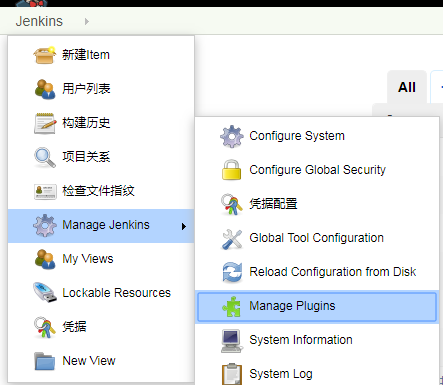 Jenkins
All
新建Item
用户列表
构建历史
项目关系
检查文件指纹
Manage Jenkins
My Views
Lockable Resources
凭据
New View
Configure System
Configure Global Security
凭据配置
Global Tool Configuration
Reload Configuration from Disk
Manage Plugins
System Information
System Log